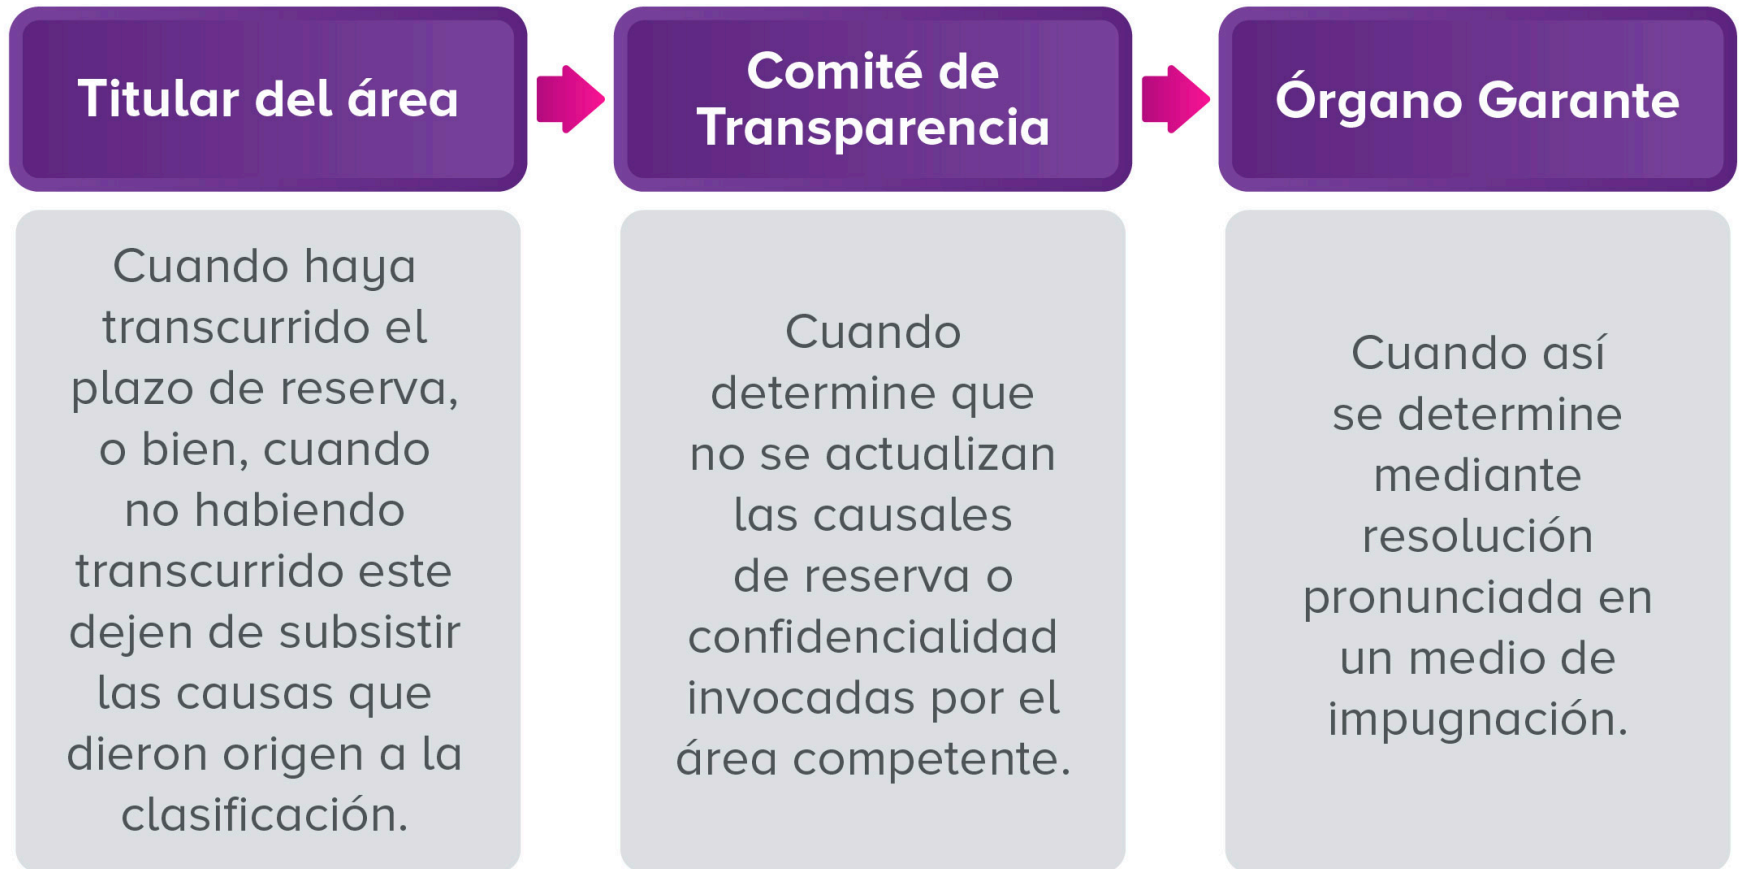 Titular del área
Cuando haya
transcurrido el
plazo de reserva,
o bien, cuando
no habiendo
transcurrido este
dejen de subsistir
las causas que
dieron origen a la
clasificación.
Comité de
Transparencia
Cuando
determine que
no se actualizan
las causales
de reserva o
confidencialidad
invocadas por el
área competente.
Órgano Garante
Cuando así
se determine
mediante
resolución
pronunciada en
un medio de
impugnación.